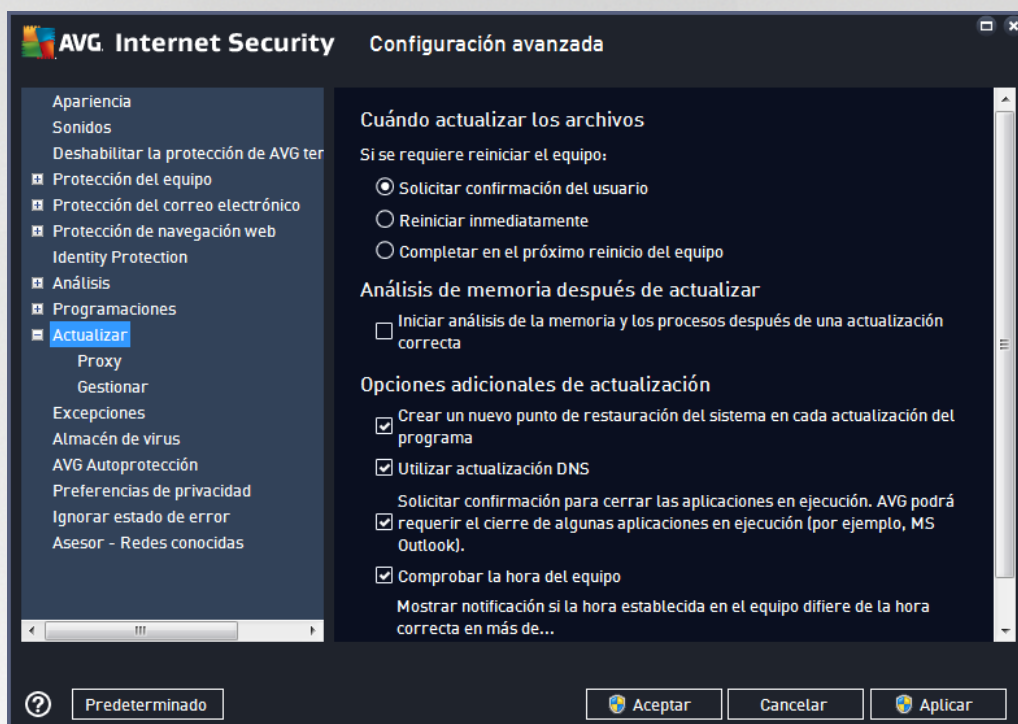 AVG. Internet Security
Configuración avanzada
Apariencia
Sonidos
Deshabilitar la protección de AVG ter
Protección del equipo
Protección del correo electrónico
Protección de navegación web
Identity Protection
Análisis
Programaciones
Actualizar
Proxy
Gestionar
Excepciones
Almacén de virus
AVG Autoprotección
Preferencias de privacidad
Ignorar estado de error
Asesor - Redes conocidas
Cuándo actualizar los archivos
Si se requiere reiniciar el equipo:
Solicitar confirmación del usuario
Reiniciar inmediatamente
Completar en el próximo reinicio del equipo
Análisis de memoria después de actualizar
Iniciar análisis de la memoria y los procesos después de una actualización
correcta
Opciones adicionales de actualización
Crear un nuevo punto de restauración del sistema en cada actualización del
programa
Utilizar actualización DNS
Solicitar confirmación para cerrar las aplicaciones en ejecución. AVG podrá
requerir el cierre de algunas aplicaciones en ejecución (por ejemplo, MS
Outlook).
Comprobar la hora del equipo
Mostrar notificación si la hora establecida en el equipo difiere de la hora
correcta en más de...
Predeterminado
Aceptar
Cancelar
Aplicar